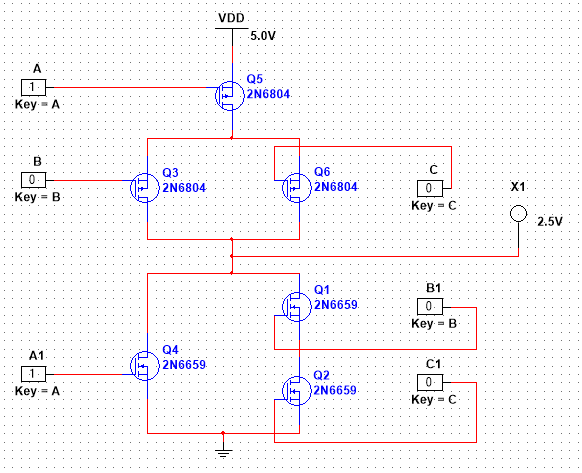 VDD
5.0V
A
1
Key = A
Q5
2N6804
B
0
Key = B
Q3
2N6804
Q6
2N6804
C
0
Key = C
X1
2.5V
Q1
2N6659
B1
0
Key = B
A1
1
Key = A
Q4
2N6659
Q2
2N6659
C1
0
Key = C